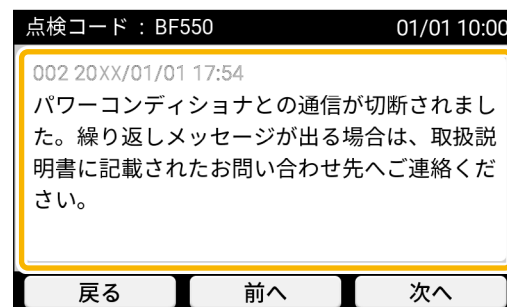 点検コード : BF550 01/01 10:00
002 20XX/01/01 17:54
パワーコンディショナとの通信が切断されまし
た。繰り返しメッセージが出る場合は、取扱説
明書に記載されたお問い合わせ先へご連絡くだ
さい。
戻る 前へ 次へ